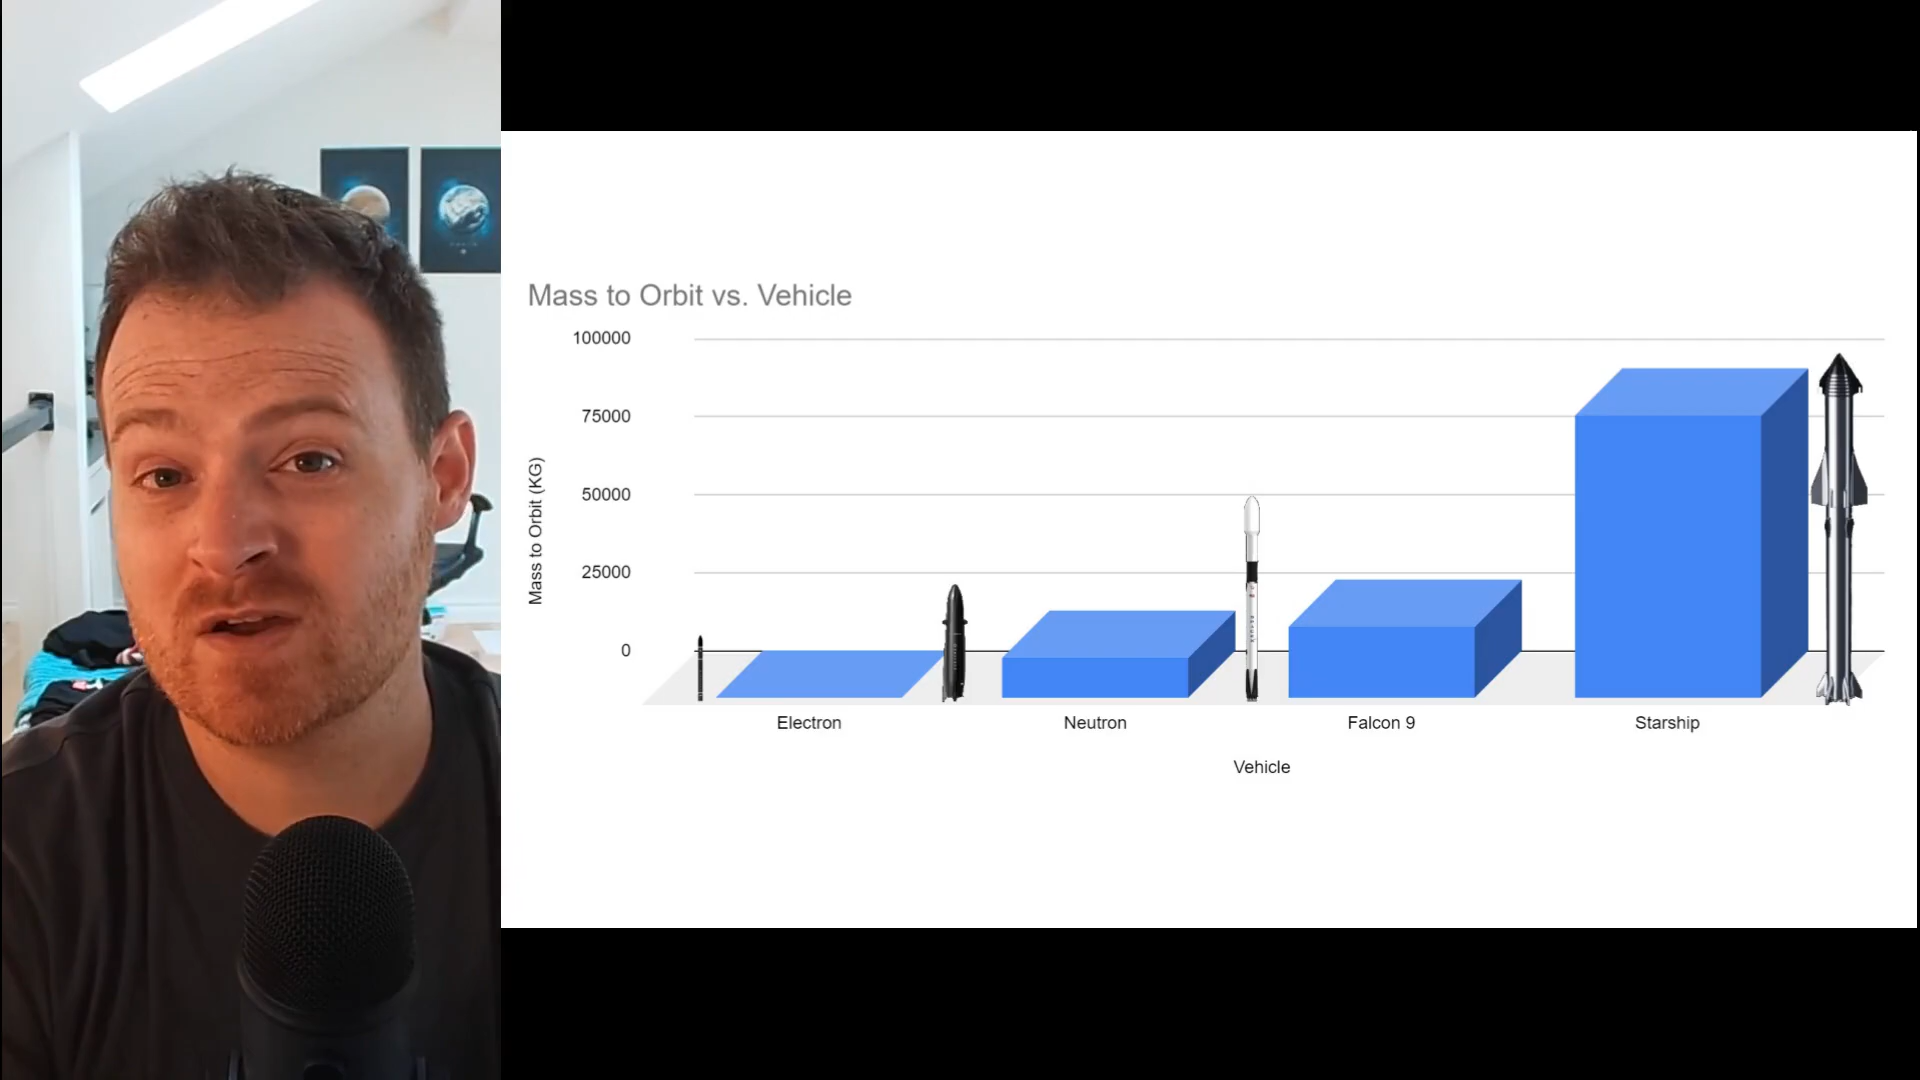 Mass to Orbit vs. Vehicle
100000
75000
50000
25000
0
Mass to Orbit (KG)
Electron
Neutron
Falcon 9
Starship
Vehicle